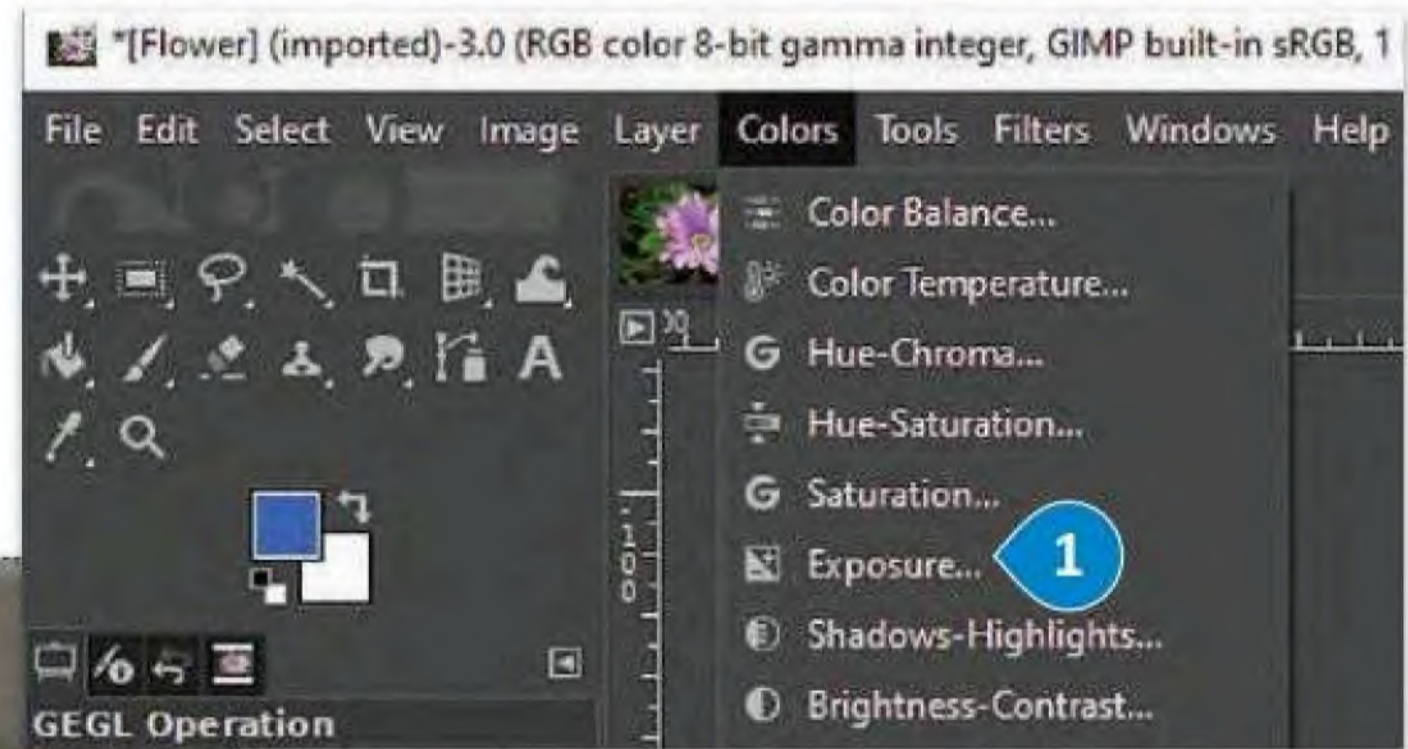 *[Flower] (imported)-3.0 (RGB color 8-bit gamma integer, GIMP built-in sRGB, 1
File Edit Select View Image Layer Colors Tools Filters Windows Help
Color Balance...
Color Temperature...
Hue-Chroma...
Hue-Saturation...
Saturation...
Exposure... 1
Shadows-Highlights...
Brightness-Contrast...
100
GEGL Operation